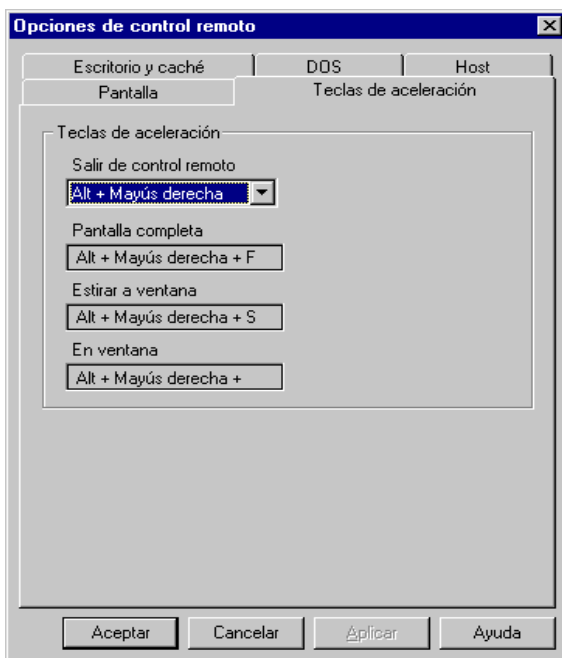 Opciones de control remoto
Escritorio y caché DOS Host
Pantalla Teclas de aceleración
Teclas de aceleración
Salir de control remoto
Alt + Mayús derecha
Pantalla completa
Alt + Mayús derecha + F
Estirar a ventana
Alt + Mayús derecha + S
En ventana
Alt + Mayús derecha +
Aceptar Cancelar Aplicar Ayuda